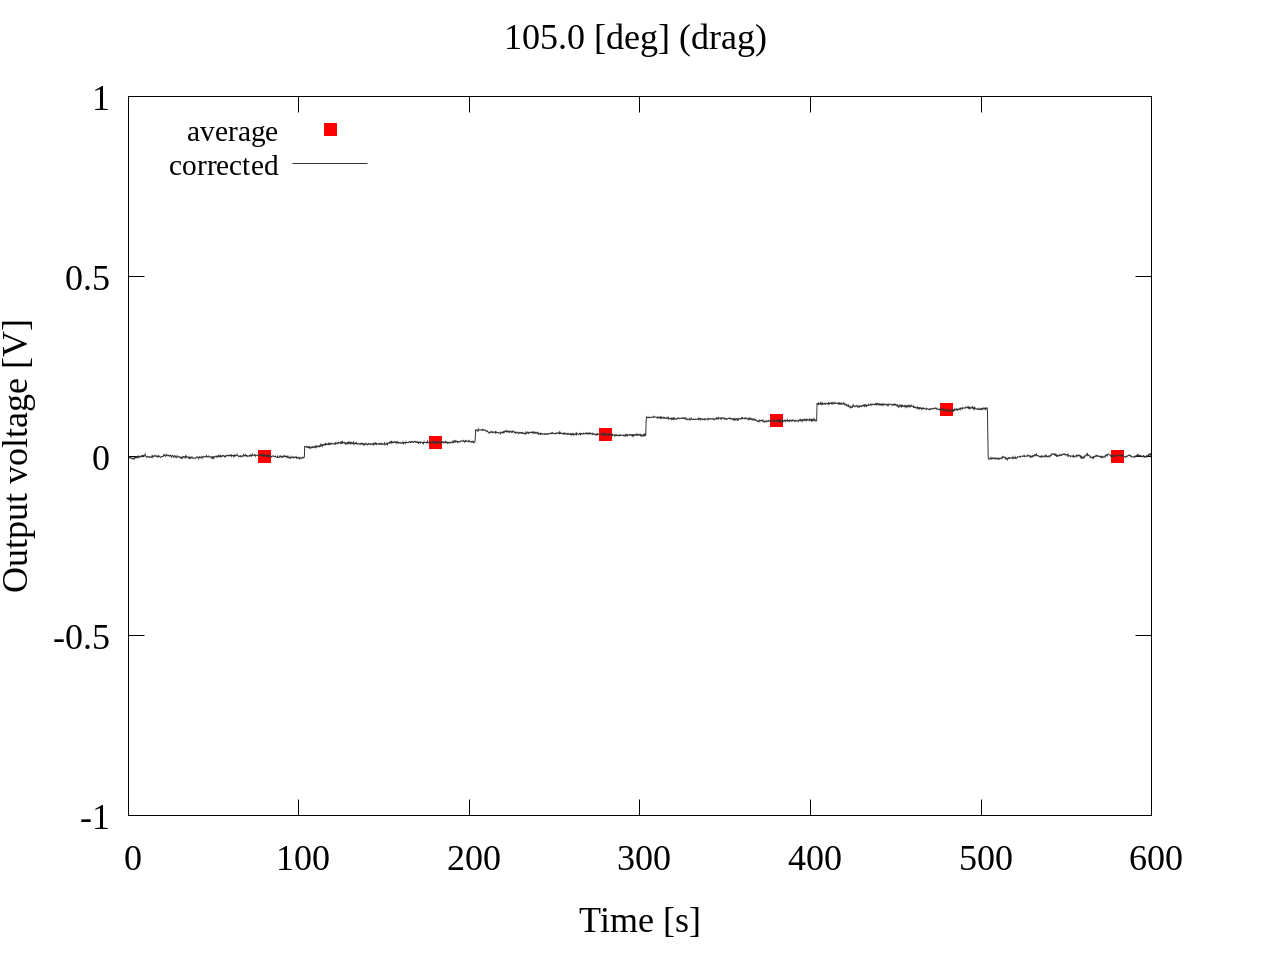 105.0 [deg] (drag)
average
corrected
1
0.5
0
-0.5
-1
Output voltage [V]
0 100 200 300 400 500 600
Time [s]